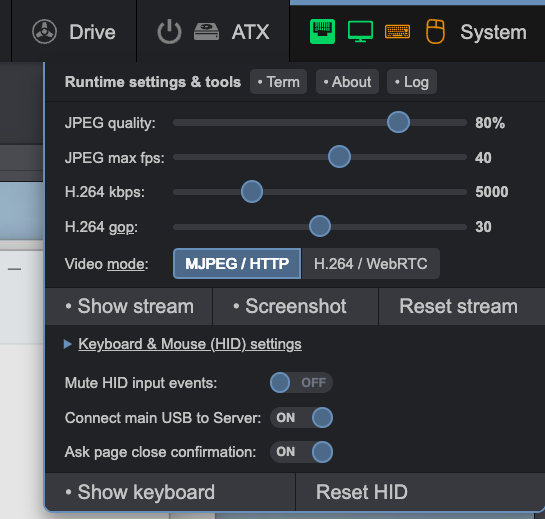 Drive ATX System
Runtime settings & tools • Term • About • Log
JPEG quality: 80%
JPEG max fps: 40
H.264 kbps: 5000
H.264 gop: 30
Video mode: MJPEG / HTTP H.264 / WebRTC
• Show stream • Screenshot Reset stream
Keyboard & Mouse (HID) settings
Mute HID input events: OFF
Connect main USB to Server: ON
Ask page close confirmation: ON
• Show keyboard Reset HID